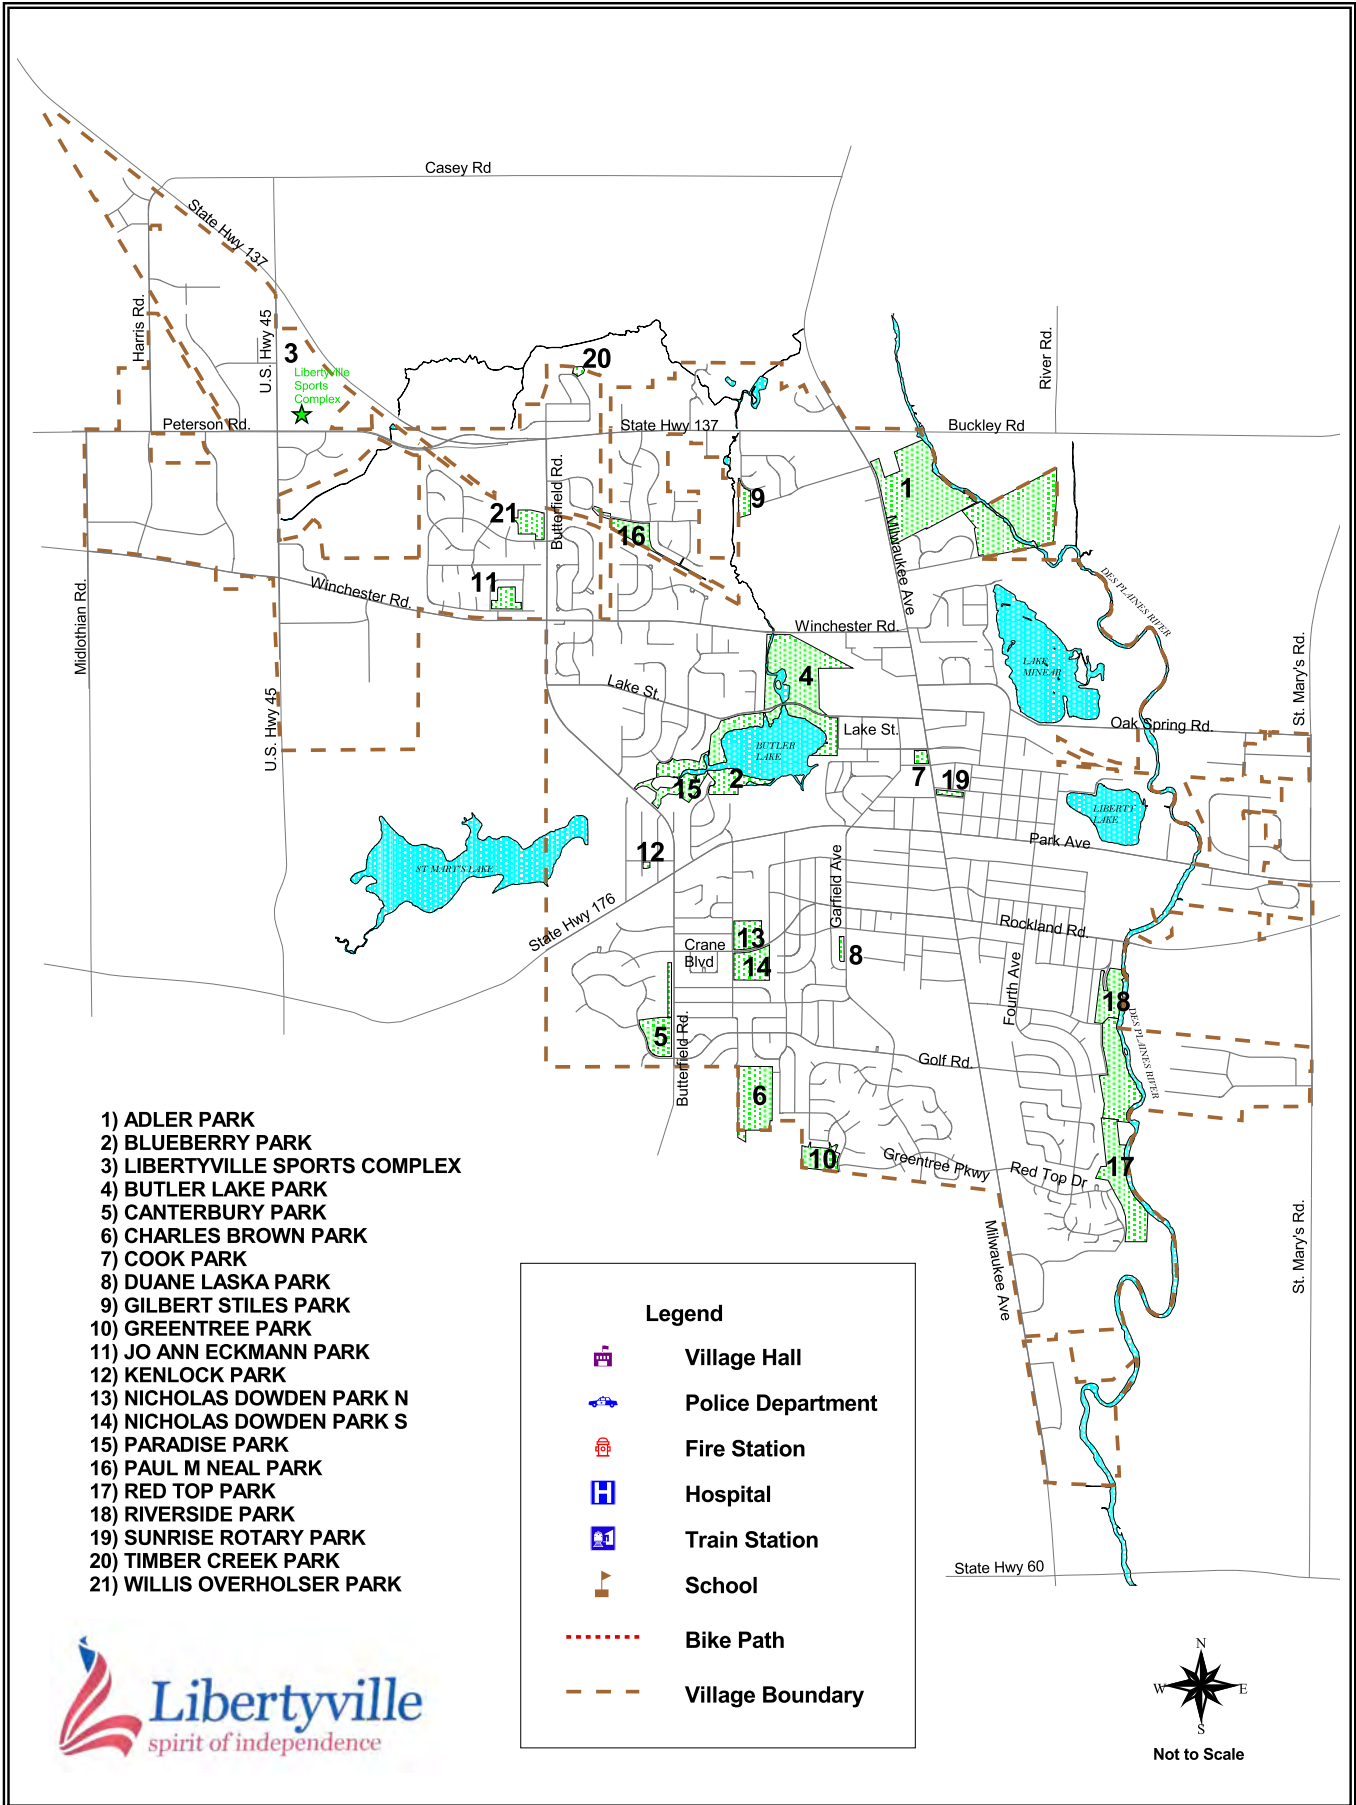 Casey Rd
State Hwy 137
Harris Rd.
U.S. Hwy 45
3
Libertyville
Sports
Complex
20
River Rd.
Peterson Rd.
State Hwy 137
Buckley Rd
Butterfield Rd.
1
9
21
16
Milwaukee Ave
11
DES PLAINES RIVER
Winchester Rd.
Midlothian Rd.
Winchester Rd.
St. Mary's Rd.
LAKE
MINEAR
4
Lake St.
U.S. Hwy 45
Oak Spring Rd.
Lake St.
BUTLER
LAKE
7
19
2
15
LIBERTY
LAKE
Park Ave
12
ST MARY'S LAKE
Garfield Ave
State Hwy 176
Rockland Rd.
13
Crane
Blvd
8
14
Fourth Ave
18
5
Butterfield Rd.
DES PLAINES RIVER
Golf Rd.
6
10
Greentree Pkwy
Red Top Dr
17
Milwaukee Ave
St. Mary's Rd.
State Hwy 60
1) ADLER PARK
2) BLUEBERRY PARK
3) LIBERTYVILLE SPORTS COMPLEX
4) BUTLER LAKE PARK
5) CANTERBURY PARK
6) CHARLES BROWN PARK
7) COOK PARK
8) DUANE LASKA PARK
9) GILBERT STILES PARK
10) GREENTREE PARK
11) JO ANN ECKMANN PARK
12) KENLOCK PARK
13) NICHOLAS DOWDEN PARK N
14) NICHOLAS DOWDEN PARK S
15) PARADISE PARK
16) PAUL M NEAL PARK
17) RED TOP PARK
18) RIVERSIDE PARK
19) SUNRISE ROTARY PARK
20) TIMBER CREEK PARK
21) WILLIS OVERHOLSER PARK
Legend
Village Hall
Police Department
Fire Station
H Hospital
Train Station
School
Bike Path
Village Boundary
Libertyville
spirit of independence
N
W E
S
Not to Scale